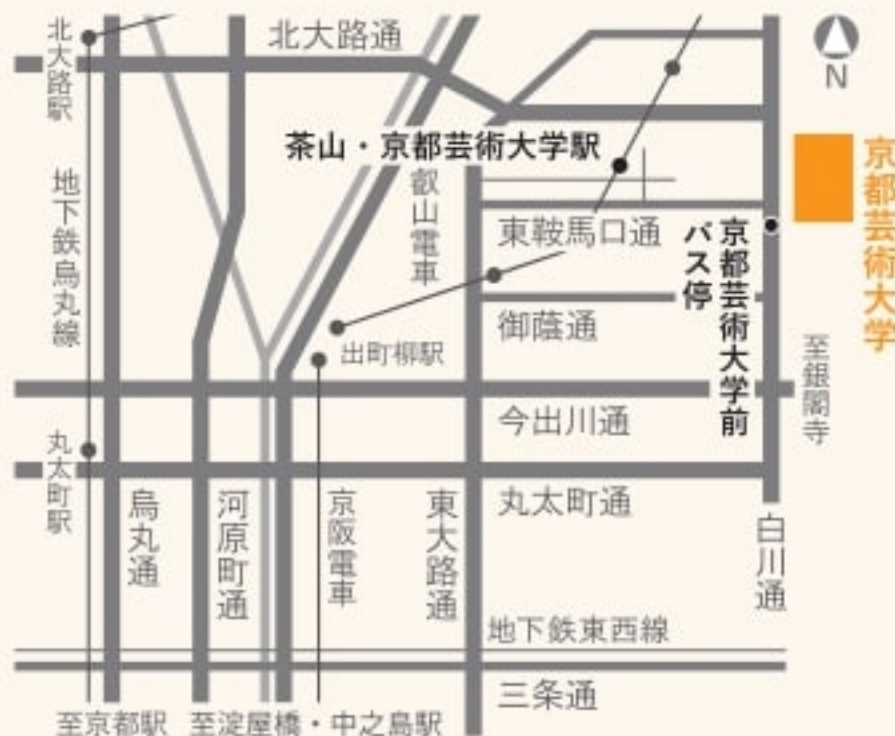 北大路駅
北大路通
N
茶山・京都芸術大学駅
京都芸術大学
地下鉄烏丸線
叡山電車
東鞍馬口通
京都芸術大学前
バス停
御蔭通
出町柳駅
至銀閣寺
今出川通
丸太町駅
丸太町通
烏丸通
河原町通
京阪電車
東大路通
白川通
地下鉄東西線
三条通
至京都駅
至淀屋橋・中之島駅